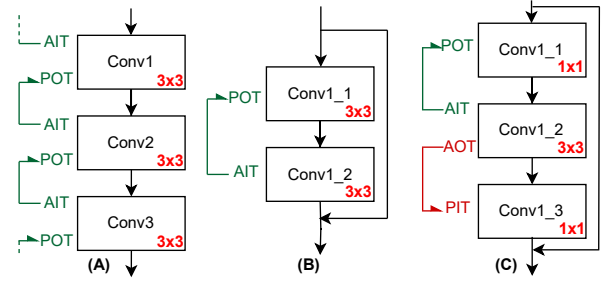 AIT
Conv1
3x3
POT
AIT
Conv2
3x3
POT
AIT
Conv3
3x3
POT
(A)
Conv1_1
3x3
POT
AIT
Conv1_2
3x3
(B)
POT
Conv1_1
1x1
AIT
AOT
Conv1_2
3x3
PIT
Conv1_3
1x1
(C)